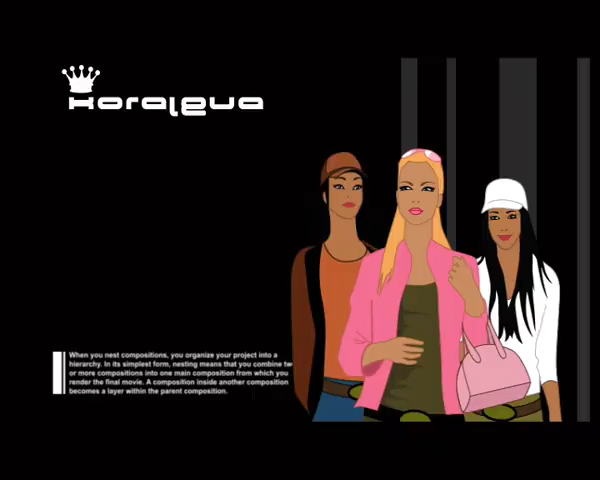 Koralewa
When you nest compositions, you organize your project into a
hierarchy. In its simplest form, nesting means that you combine tw
or more compositions into one main composition from which you
render the final movie. A composition inside another composition
becomes a layer within the parent composition.